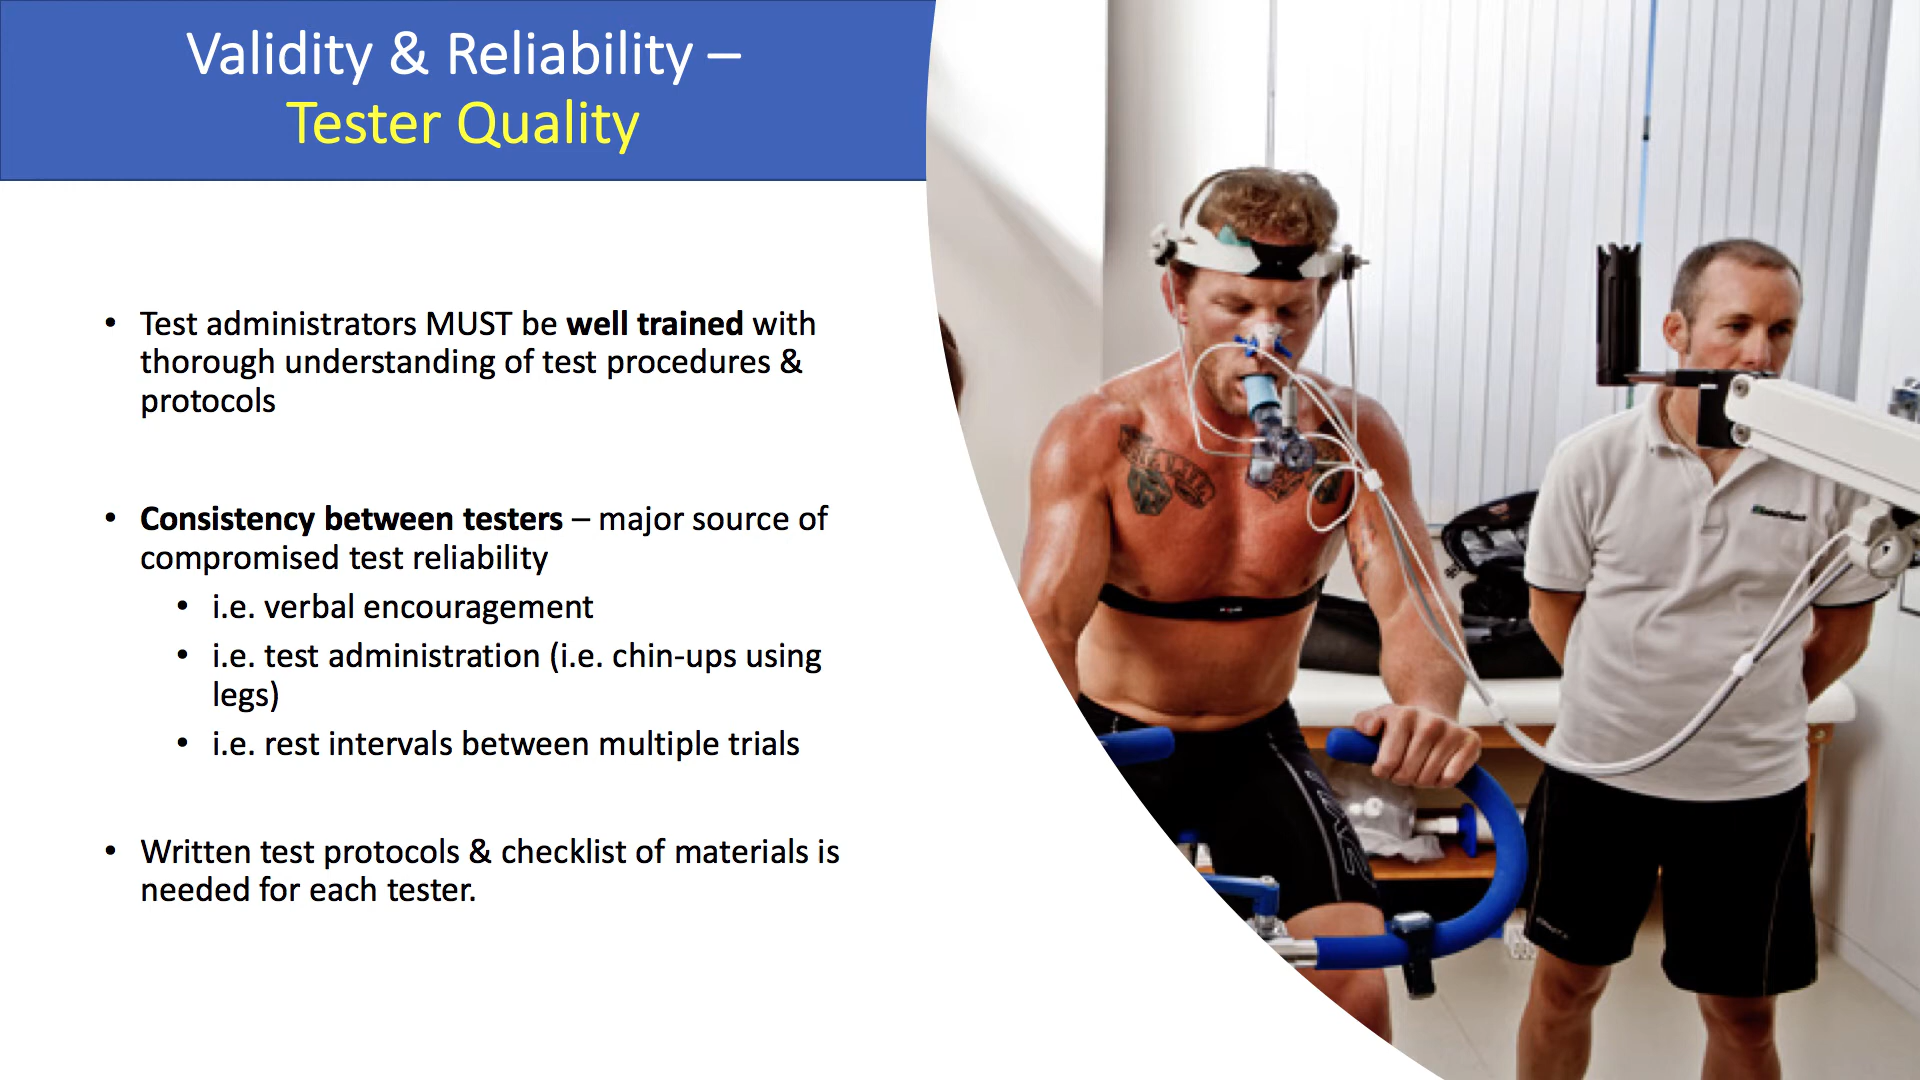 Validity & Reliability –
Tester Quality
• Test administrators MUST be well trained with
thorough understanding of test procedures &
protocols
• Consistency between testers – major source of
compromised test reliability
• i.e. verbal encouragement
• i.e. test administration (i.e. chin-ups using
legs)
• i.e. rest intervals between multiple trials
• Written test protocols & checklist of materials is
needed for each tester.